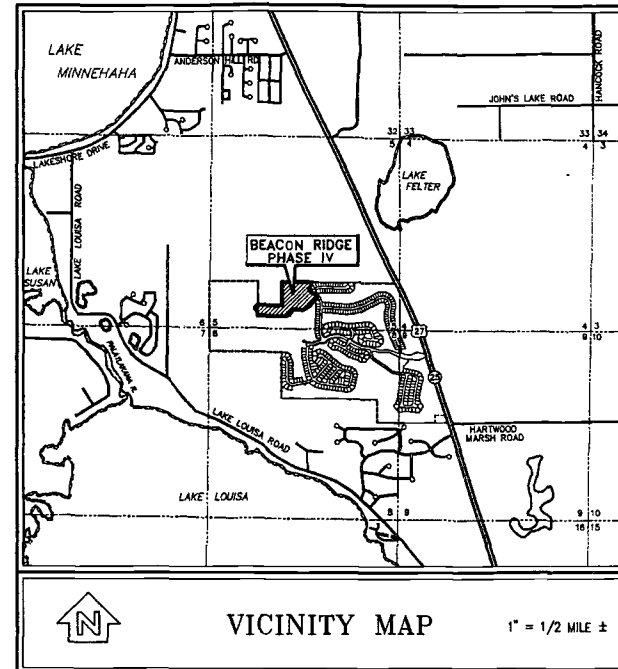 LAKE
MINNEHAHA
ANDERSON HILL RD.
HANCOCK ROAD
JOHN'S LAKE ROAD
32 33
5 4
33 34
4 3
LAKESHORE DRIVE
LAKE
FELTER
LAKE LOUISA ROAD
BEACON RIDGE
PHASE IV
LAKE
SUSAN
6 5
7 8
27
4 3
9 10
25
LAKE LOUISA ROAD
HARTWOOD
MARSH ROAD
LAKE LOUISA
8 9
9 10
16 15
N
VICINITY MAP
1" = 1/2 MILE ±